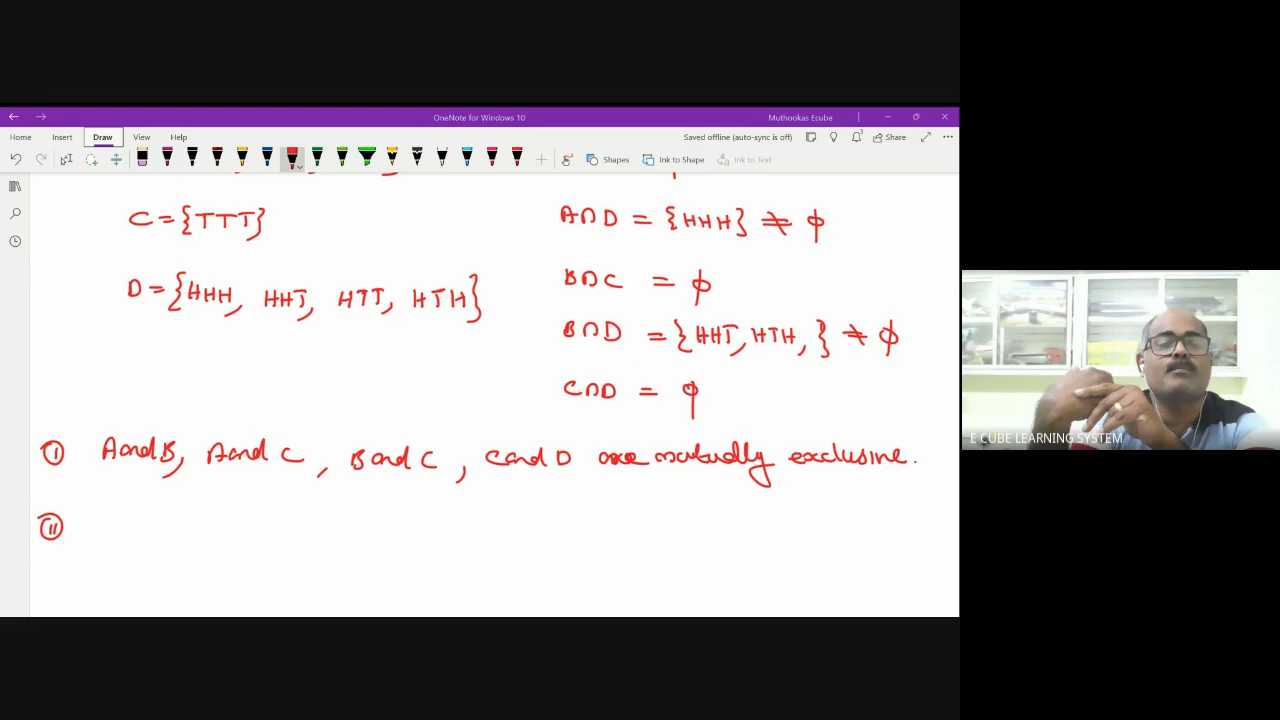 OneNote for Windows 10
Muthookas Ecube
Home Insert Draw View Help
Saved offline (auto-sync is off)
Share
Shapes
Ink to Shape
Ink to Text
C = {TTT}
D = {HHH, HHT, HTT, HTH}
A∩D = {HHH} ≠ ϕ
B∩C = ϕ
B∩D = {HHT, HTH, } ≠ ϕ
C∩D = ϕ
(i) A and B, A and C, B and C, C and D are mutually exclusive.
(ii)
E CUBE LEARNING SYSTEM